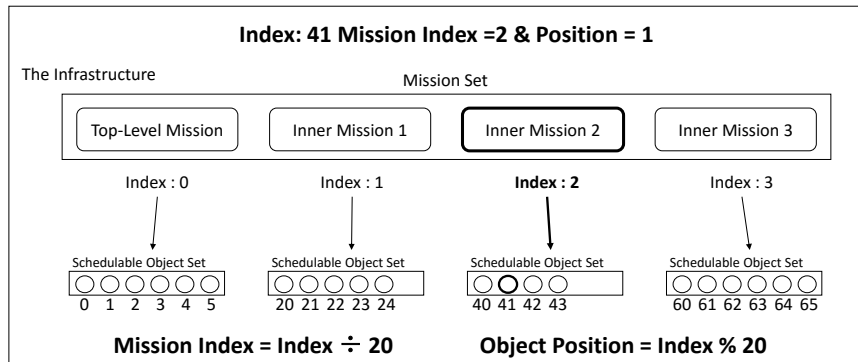 Index: 41 Mission Index =2 & Position = 1
The Infrastructure
Mission Set
Top-Level Mission Inner Mission 1 Inner Mission 2 Inner Mission 3
Index : 0 Index : 1 Index : 2 Index : 3
Schedulable Object Set Schedulable Object Set Schedulable Object Set Schedulable Object Set
0 1 2 3 4 5 20 21 22 23 24 40 41 42 43 60 61 62 63 64 65
Mission Index = Index ÷ 20 Object Position = Index % 20